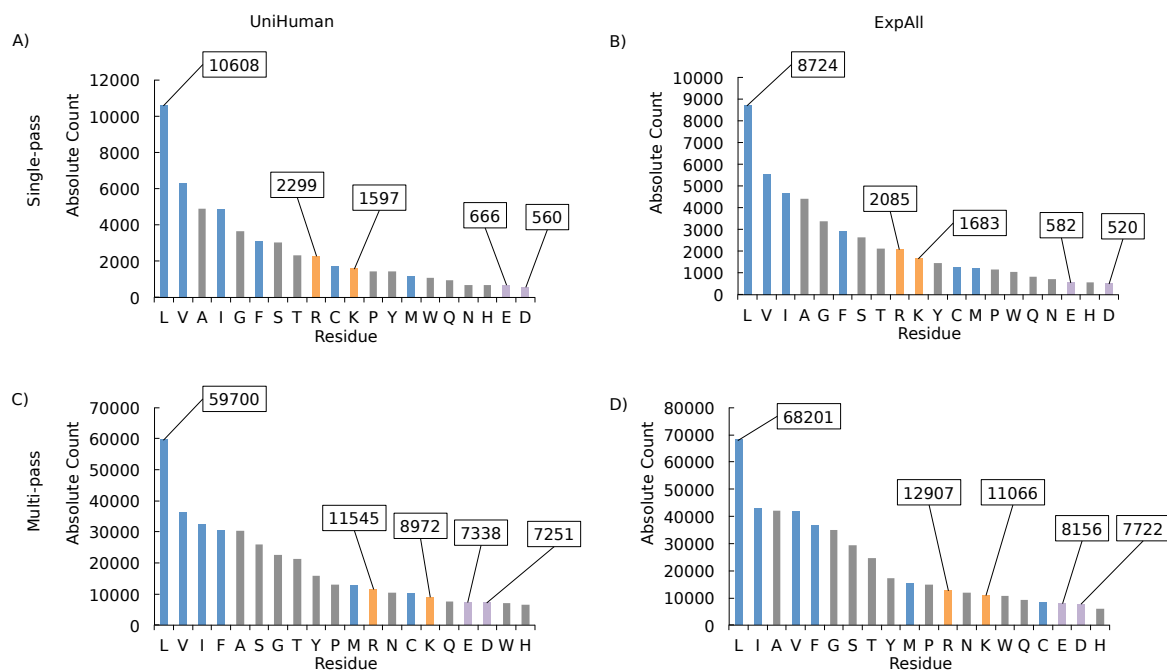 UniHuman
ExpAll
A)
Single-pass
Absolute Count
12000
10000
8000
6000
4000
2000
0
10608
2299
1597
666
560
L V A I G F S T R C K P Y M W Q N H E D
Residue
B)
Absolute Count
10000
9000
8000
7000
6000
5000
4000
3000
2000
1000
0
8724
2085
1683
582
520
L V I A G F S T R K Y C M P W Q N E H D
Residue
C)
Multi-pass
Absolute Count
70000
60000
50000
40000
30000
20000
10000
0
59700
11545
8972
7338
7251
L V I F A S G T Y P M R N C K Q E D W H
Residue
D)
Absolute Count
80000
70000
60000
50000
40000
30000
20000
10000
0
68201
12907
11066
8156
7722
L I A V F G S T Y M P R N K W Q C E D H
Residue